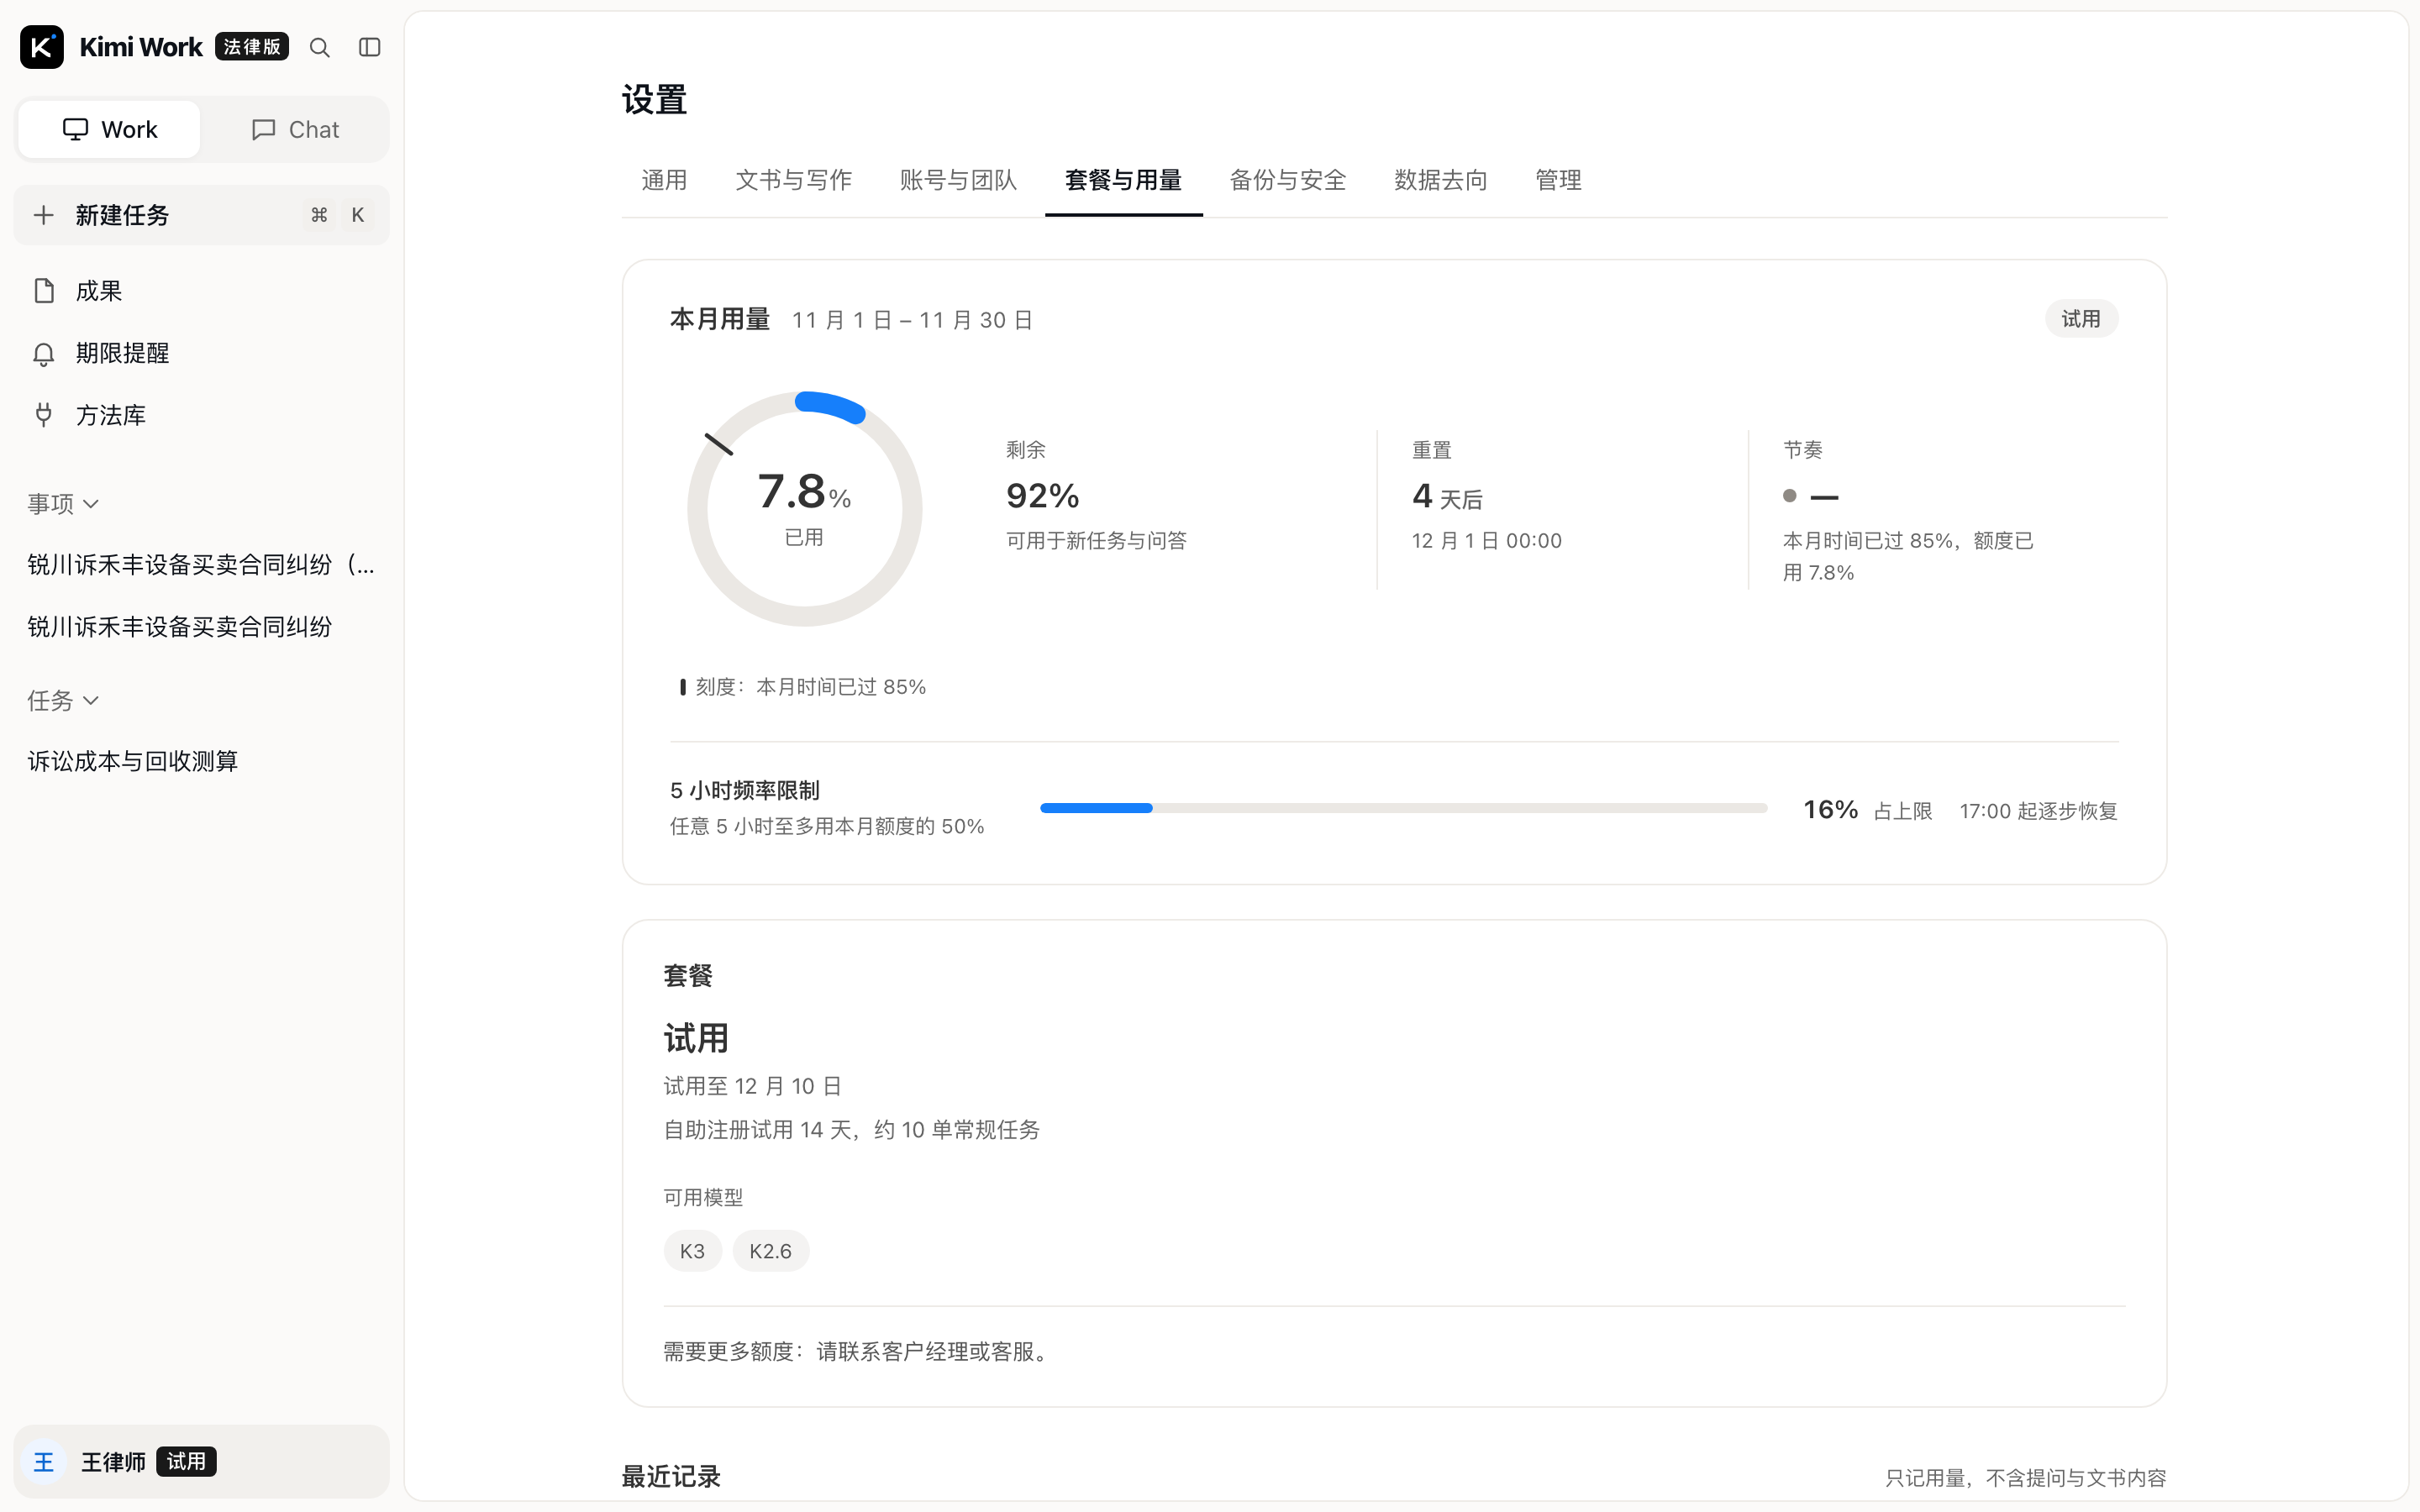 Kimi Work 法律版
Work
Chat
新建任务 ⌘ K
成果
期限提醒
方法库
事项
锐川诉禾丰设备买卖合同纠纷（...
锐川诉禾丰设备买卖合同纠纷
任务
诉讼成本与回收测算
王 王律师 试用
设置
通用 文书与写作 账号与团队 套餐与用量 备份与安全 数据去向 管理
本月用量 11 月 1 日 – 11 月 30 日 试用
7.8%
已用
剩余
92%
可用于新任务与问答
重置
4 天后
12 月 1 日 00:00
节奏
—
本月时间已过 85%，额度已
用 7.8%
刻度：本月时间已过 85%
5 小时频率限制
任意 5 小时至多用本月额度的 50%
16% 占上限 17:00 起逐步恢复
套餐
试用
试用至 12 月 10 日
自助注册试用 14 天，约 10 单常规任务
可用模型
K3 K2.6
需要更多额度：请联系客户经理或客服。
最近记录 只记用量，不含提问与文书内容